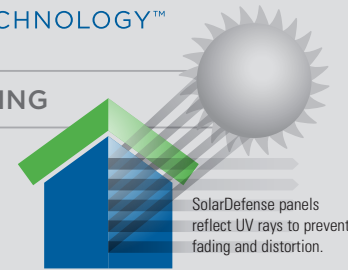 CHNOLOGY™
ING
SolarDefense panels
reflect UV rays to prevent
fading and distortion.